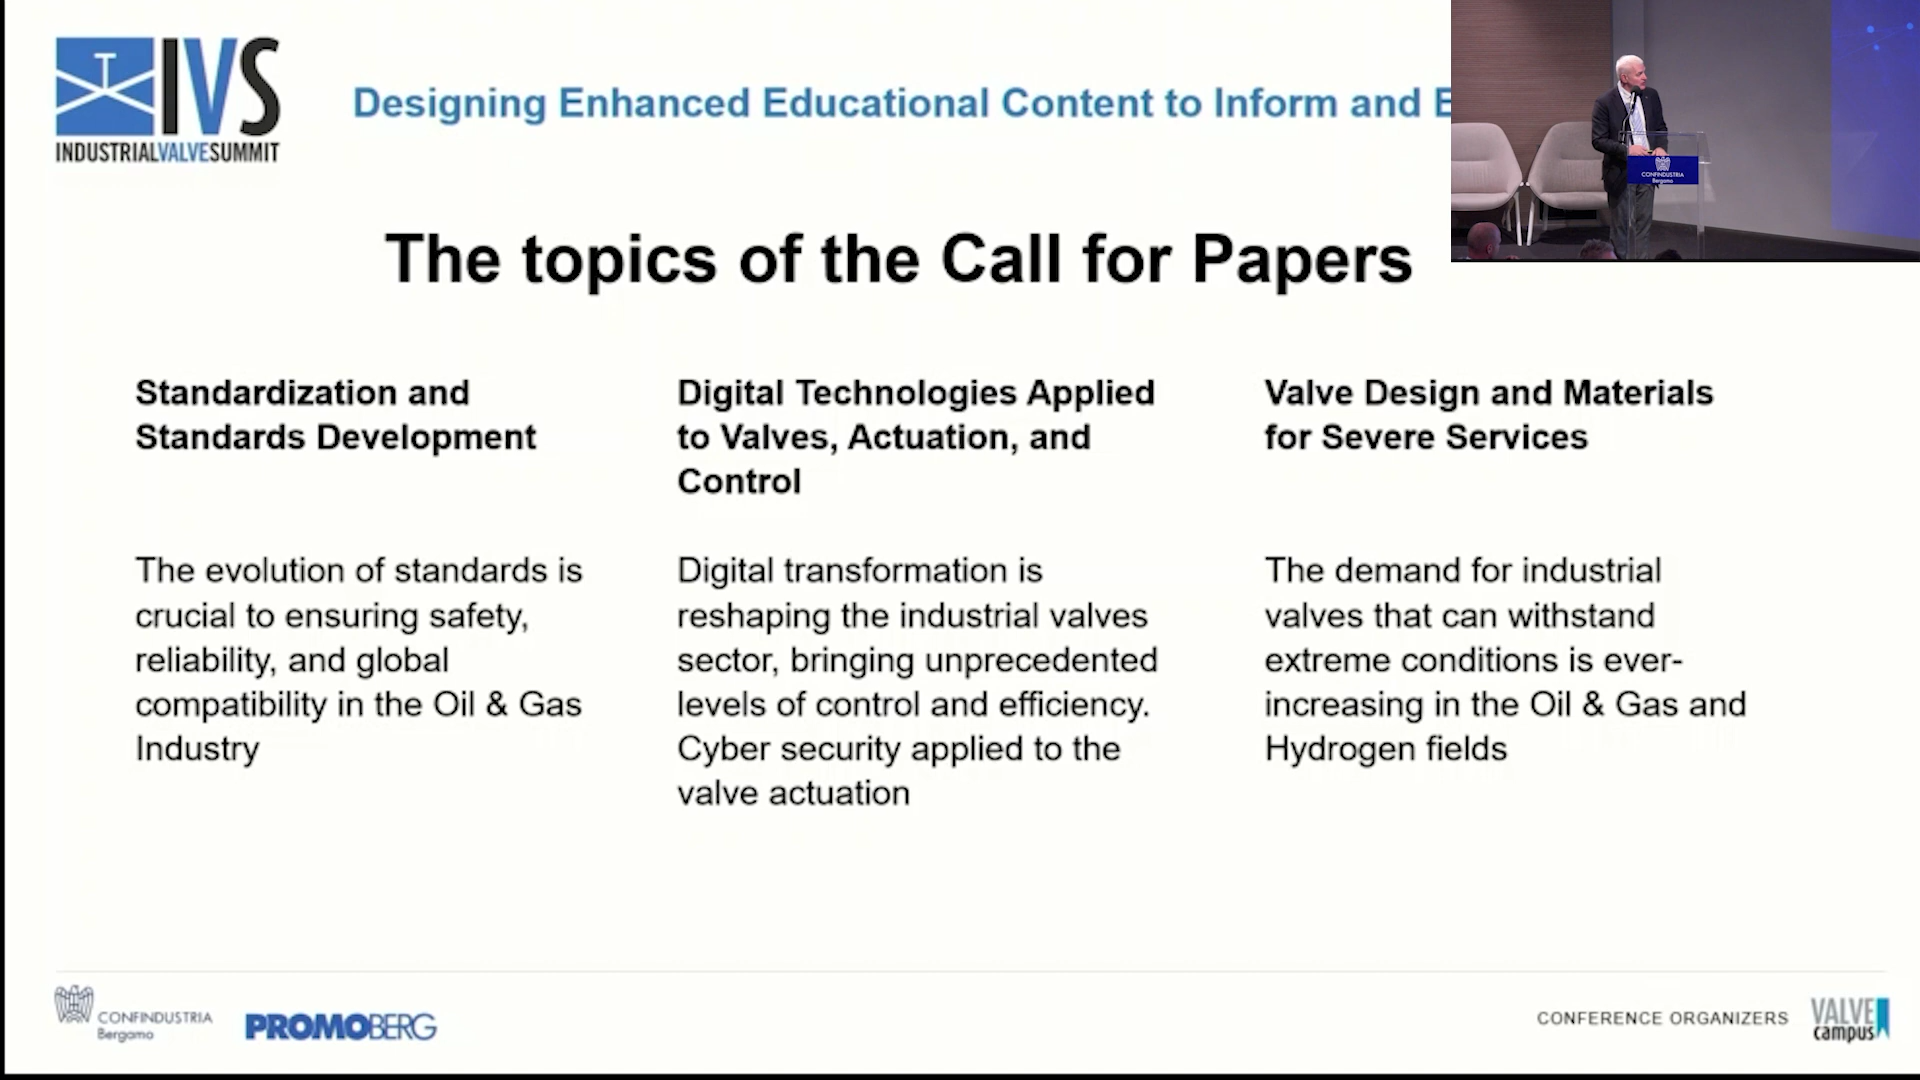 IVS
INDUSTRIALVALVESUMMIT
Designing Enhanced Educational Content to Inform and
The topics of the Call for Papers
Standardization and
Standards Development
The evolution of standards is
crucial to ensuring safety,
reliability, and global
compatibility in the Oil & Gas
Industry
Digital Technologies Applied
to Valves, Actuation, and
Control
Digital transformation is
reshaping the industrial valves
sector, bringing unprecedented
levels of control and efficiency.
Cyber security applied to the
valve actuation
Valve Design and Materials
for Severe Services
The demand for industrial
valves that can withstand
extreme conditions is ever-
increasing in the Oil & Gas and
Hydrogen fields
CONFINDUSTRIA
Bergamo
CONFINDUSTRIA
Bergamo
PROMOBERG
CONFERENCE ORGANIZERS
VALVE
campus